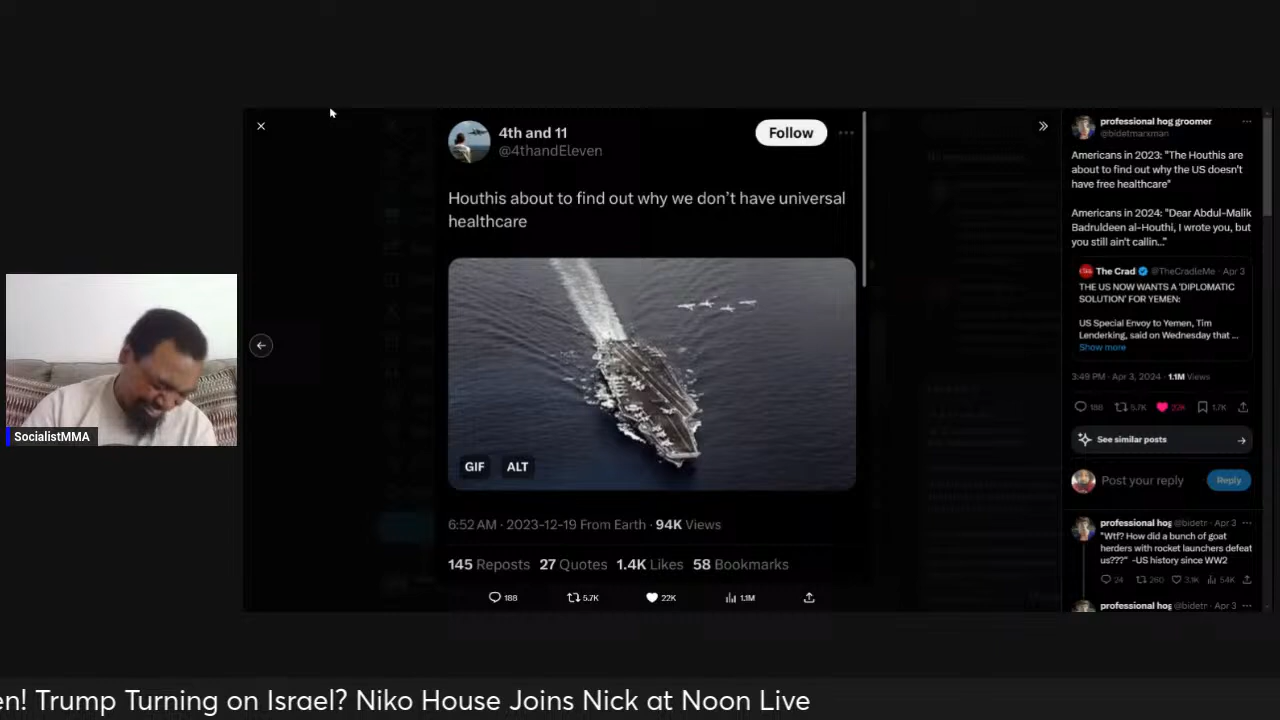 4th and 11
@4thandEleven
Follow
Houthis about to find out why we don't have universal
healthcare
GIF ALT
6:52 AM · 2023-12-19 From Earth · 94K Views
145 Reposts 27 Quotes 1.4K Likes 58 Bookmarks
188 5.7K 22K 1.1M
professional hog groomer
@bidetmarxman
Americans in 2023: "The Houthis are
about to find out why the US doesn't
have free healthcare"
Americans in 2024: "Dear Abdul-Malik
Badruldeen al-Houthi, I wrote you, but
you still ain't callin..."
The Crad @TheCradleMe · Apr 3
THE US NOW WANTS A 'DIPLOMATIC
SOLUTION' FOR YEMEN:
US Special Envoy to Yemen, Tim
Lenderking, said on Wednesday that ...
Show more
3:49 PM · Apr 3, 2024 · 1.1M Views
188 5.7K 22K 1.7K
See similar posts
Post your reply Reply
professional hog @bidetr · Apr 3
"Wtf? How did a bunch of goat
herders with rocket launchers defeat
us???" -US history since WW2
24 260 3.1K 54K
professional hog @bidetr · Apr 3
SocialistMMA
en! Trump Turning on Israel? Niko House Joins Nick at Noon Live